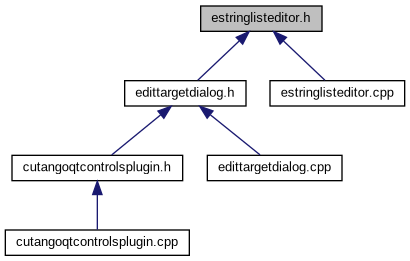 estringlisteditor.h
edittargetdialog.h
estringlisteditor.cpp
cutangoqtcontrolsplugin.h
edittargetdialog.cpp
cutangoqtcontrolsplugin.cpp